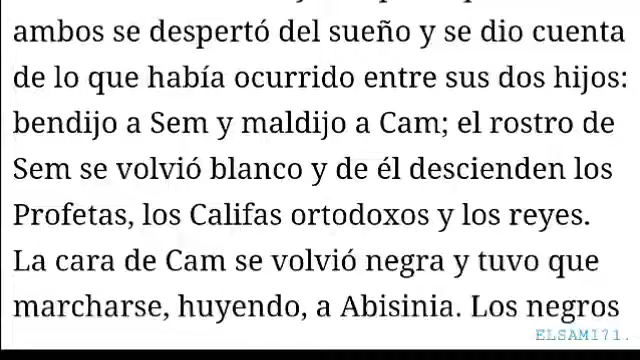 ambos se despertó del sueño y se dio cuenta
de lo que había ocurrido entre sus dos hijos:
bendijo a Sem y maldijo a Cam; el rostro de
Sem se volvió blanco y de él descienden los
Profetas, los Califas ortodoxos y los reyes.
La cara de Cam se volvió negra y tuvo que
marcharse, huyendo, a Abisinia. Los negros
ELSAMI71.